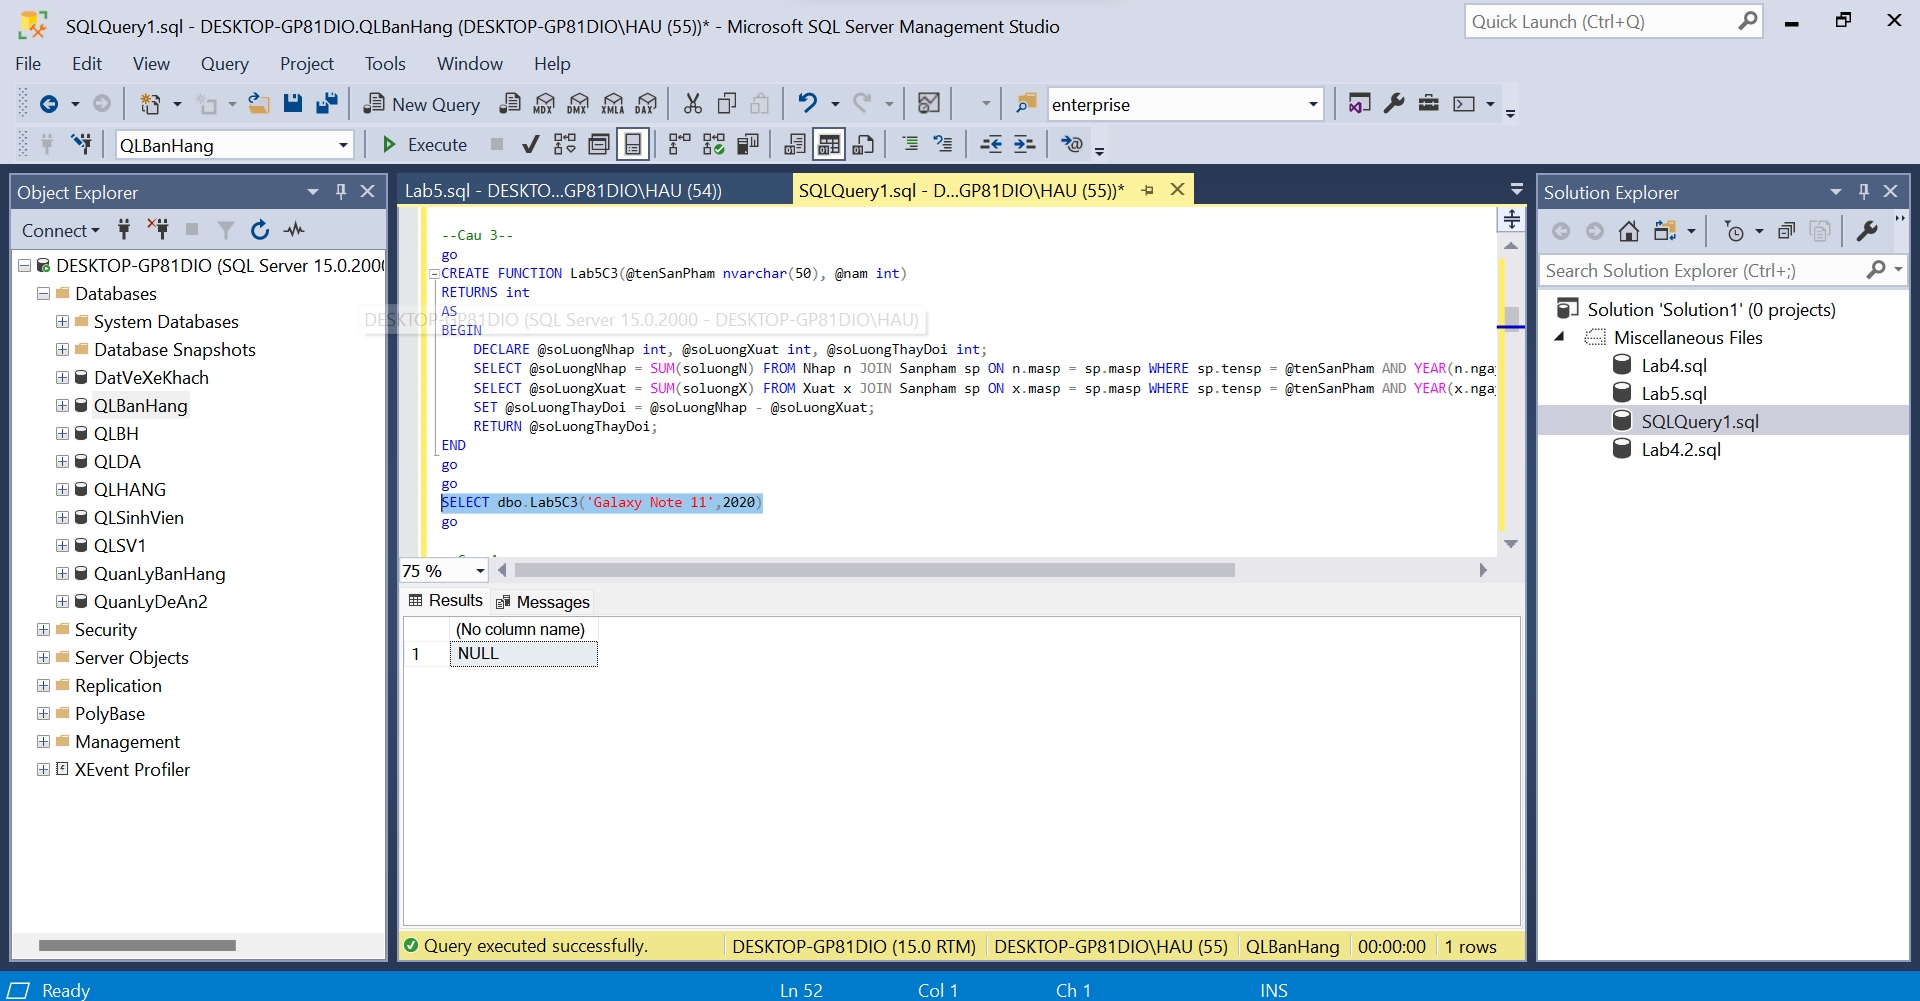 SQLQuery1.sql - DESKTOP-GP81DIO.QLBanHang (DESKTOP-GP81DIO\HAU (55))* - Microsoft SQL Server Management Studio
Quick Launch (Ctrl+Q)
File Edit View Query Project Tools Window Help
New Query MDX DMX XMLA DAX enterprise
QLBanHang Execute
Object Explorer
Connect
DESKTOP-GP81DIO (SQL Server 15.0.2000
Databases
System Databases
Database Snapshots
DatVeXeKhach
QLBanHang
QLBH
QLDA
QLHANG
QLSinhVien
QLSV1
QuanLyBanHang
QuanLyDeAn2
Security
Server Objects
Replication
PolyBase
Management
XEvent Profiler
Lab5.sql - DESKTO...GP81DIO\HAU (54))
SQLQuery1.sql - D...GP81DIO\HAU (55))*
--Cau 3--
go
CREATE FUNCTION Lab5C3(@tenSanPham nvarchar(50), @nam int)
RETURNS int
AS
DESKTOP-GP81DIO (SQL Server 15.0.2000 - DESKTOP-GP81DIO\HAU)
BEGIN
DECLARE @soLuongNhap int, @soLuongXuat int, @soLuongThayDoi int;
SELECT @soLuongNhap = SUM(soluongN) FROM Nhap n JOIN Sanpham sp ON n.masp = sp.masp WHERE sp.tensp = @tenSanPham AND YEAR(n.nga
SELECT @soLuongXuat = SUM(soluongX) FROM Xuat x JOIN Sanpham sp ON x.masp = sp.masp WHERE sp.tensp = @tenSanPham AND YEAR(x.nga
SET @soLuongThayDoi = @soLuongNhap - @soLuongXuat;
RETURN @soLuongThayDoi;
END
go
go
SELECT dbo.Lab5C3('Galaxy Note 11',2020)
go
75 %
Results Messages
(No column name)
1 NULL
Query executed successfully. DESKTOP-GP81DIO (15.0 RTM) DESKTOP-GP81DIO\HAU (55) QLBanHang 00:00:00 1 rows
Solution Explorer
Search Solution Explorer (Ctrl+;)
Solution 'Solution1' (0 projects)
Miscellaneous Files
Lab4.sql
Lab5.sql
SQLQuery1.sql
Lab4.2.sql
Ready Ln 52 Col 1 Ch 1 INS